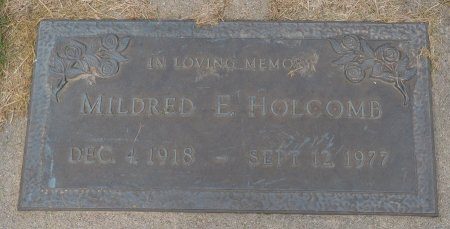 IN LOVING MEMORY
MILDRED E. HOLCOMB
DEC. 4 1918 – SEPT 12, 1977